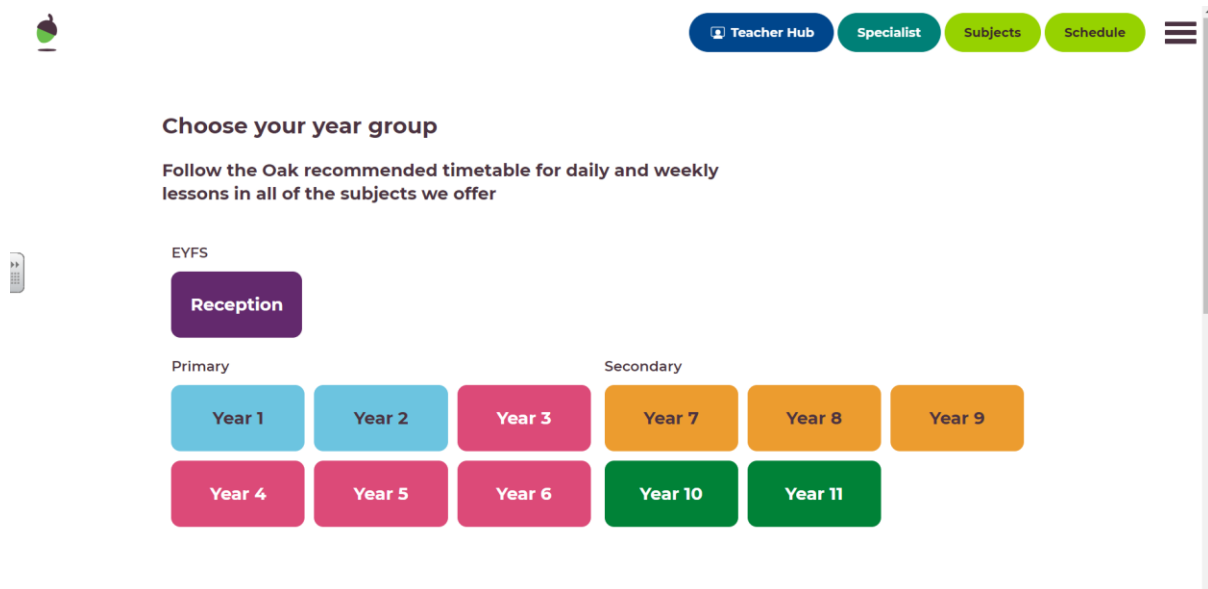 Teacher Hub Specialist Subjects Schedule
Choose your year group
Follow the Oak recommended timetable for daily and weekly
lessons in all of the subjects we offer
EYFS
Reception
Primary
Year 1 Year 2 Year 3
Year 4 Year 5 Year 6
Secondary
Year 7 Year 8 Year 9
Year 10 Year 11